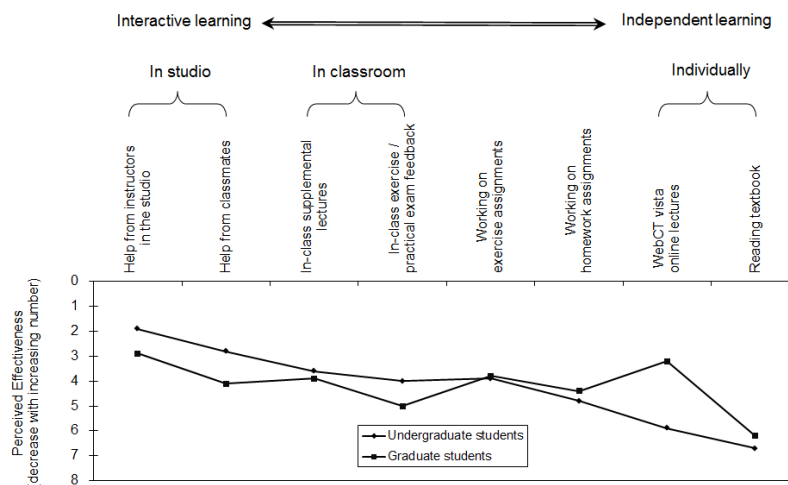 Interactive learning
Independent learning
In studio
In classroom
Individually
Help from instructors
in the studio
Help from classmates
In-class supplemental
lectures
In-class exercise /
practical exam feedback
Working on
exercise assignments
Working on
homework assignments
WebCT vista
online lectures
Reading textbook
Perceived Effectiveness
(decrease with increasing number)
0
1
2
3
4
5
6
7
8
Undergraduate students
Graduate students